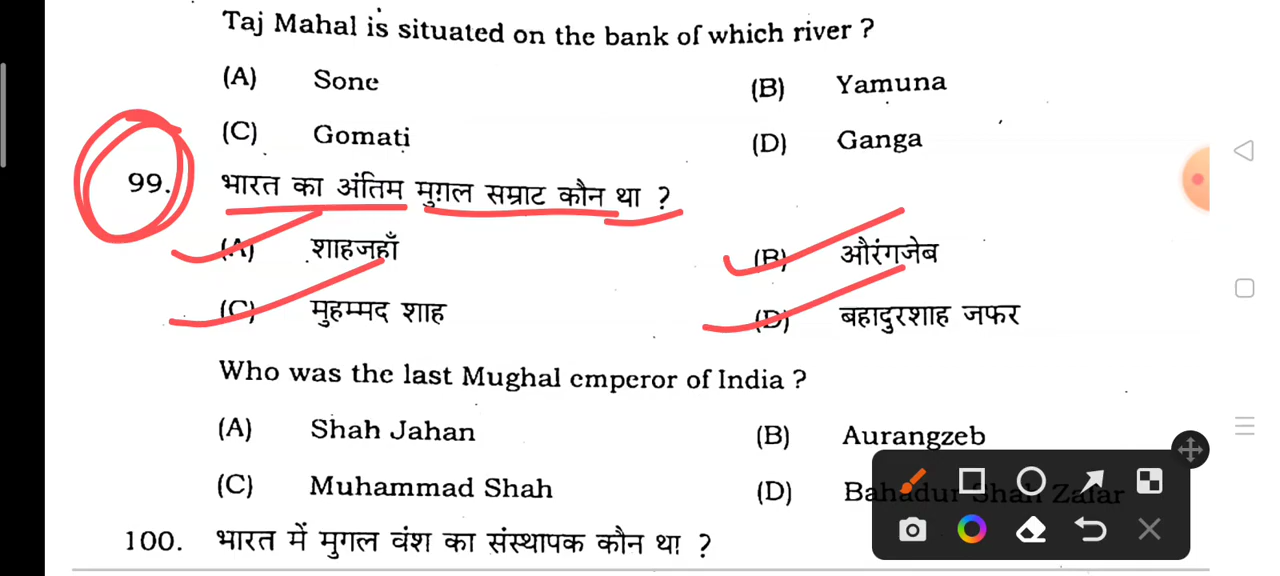 Taj Mahal is situated on the bank of which river ?
(A) Sone (B) Yamuna
(C) Gomati (D) Ganga
99. भारत का अंतिम मुग़ल सम्राट कौन था ?
(A) शाहजहाँ (B) औरंगजेब
(C) मुहम्मद शाह (D) बहादुरशाह जफर
Who was the last Mughal emperor of India ?
(A) Shah Jahan (B) Aurangzeb
(C) Muhammad Shah (D) Bahadur Shah Zafar
100. भारत में मुगल वंश का संस्थापक कौन था ?